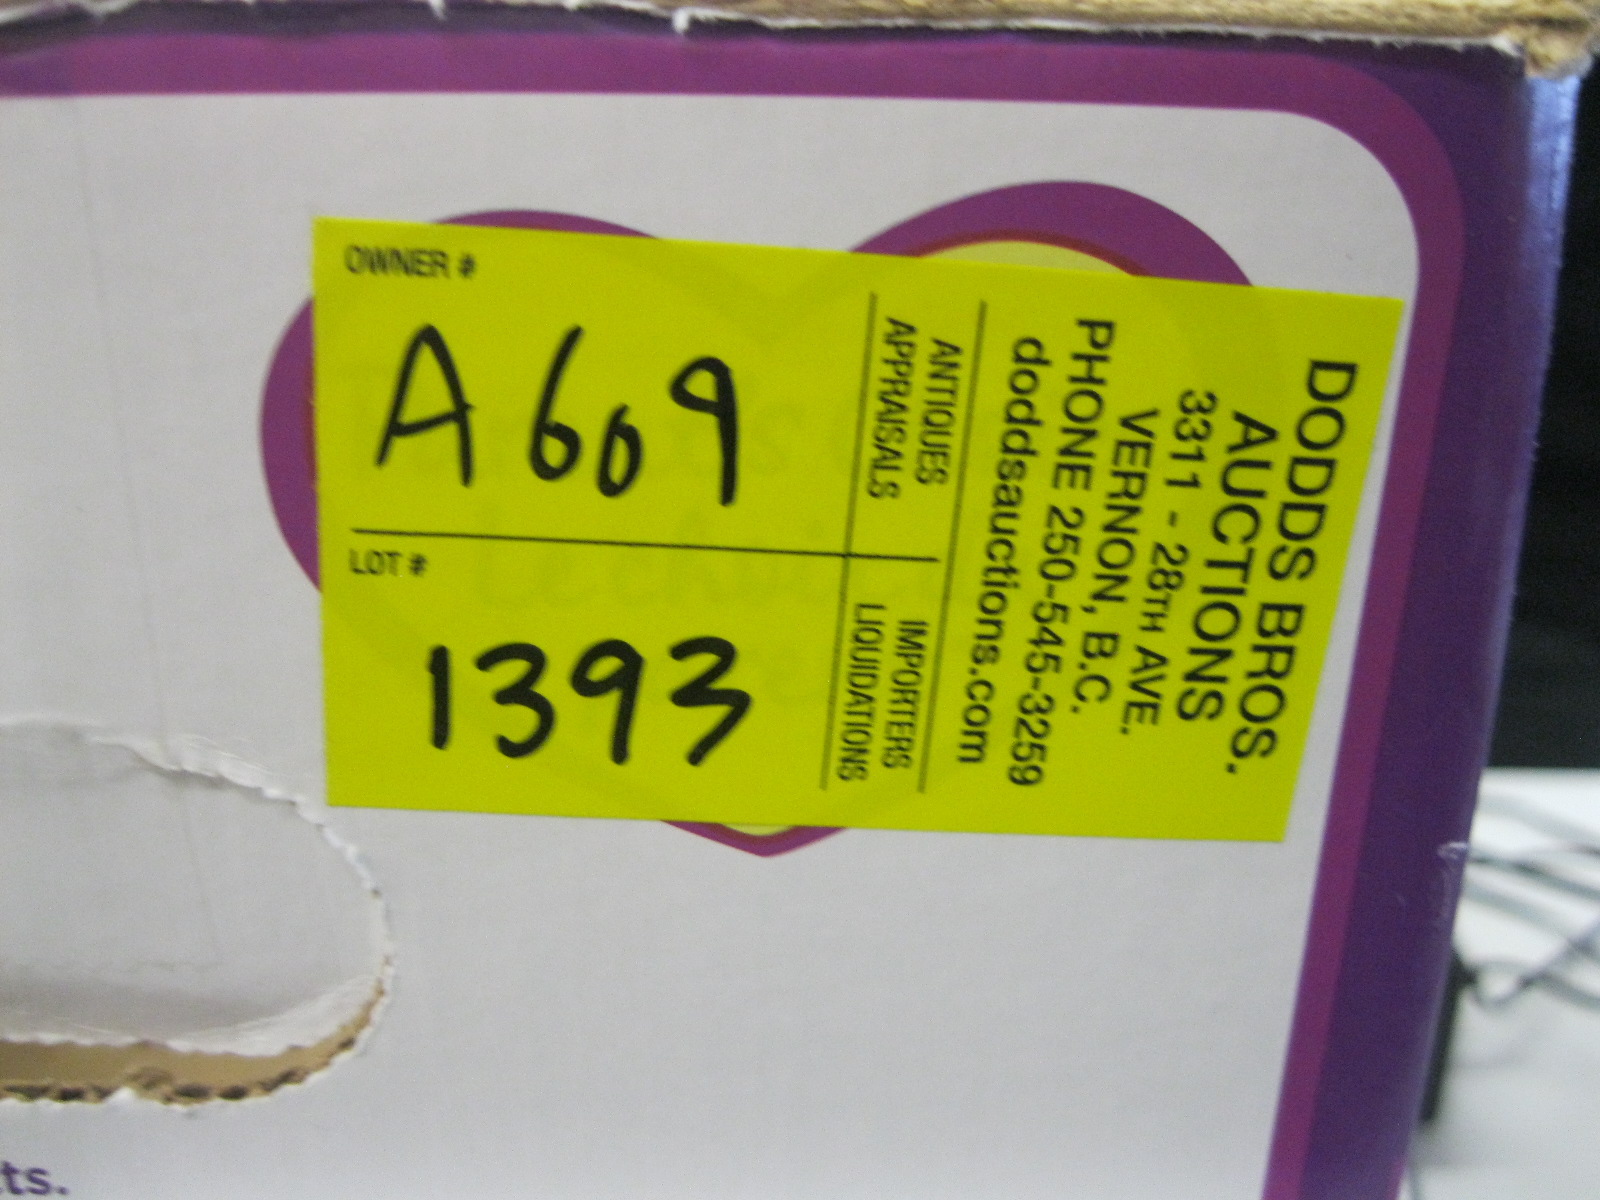 OWNER #
A609
LOT #
1393
ANTIQUES
APPRAISALS
IMPORTERS
LIQUIDATIONS
DODDS BROS.
AUCTIONS
3311 - 28TH AVE.
VERNON, B.C.
PHONE 250-545-3259
doddsauctions.com
ts.